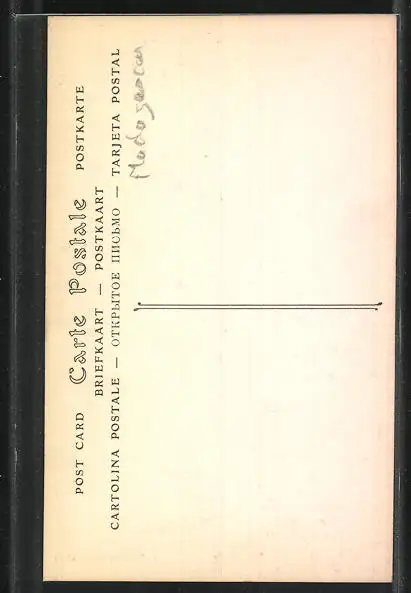 POST CARD Carte Postale POSTKARTE
BRIEFKAART — POSTKAART
CARTOLINA POSTALE — ОТКРЫТОЕ ПИСЬМО — TARJETA POSTAL
Madagascar